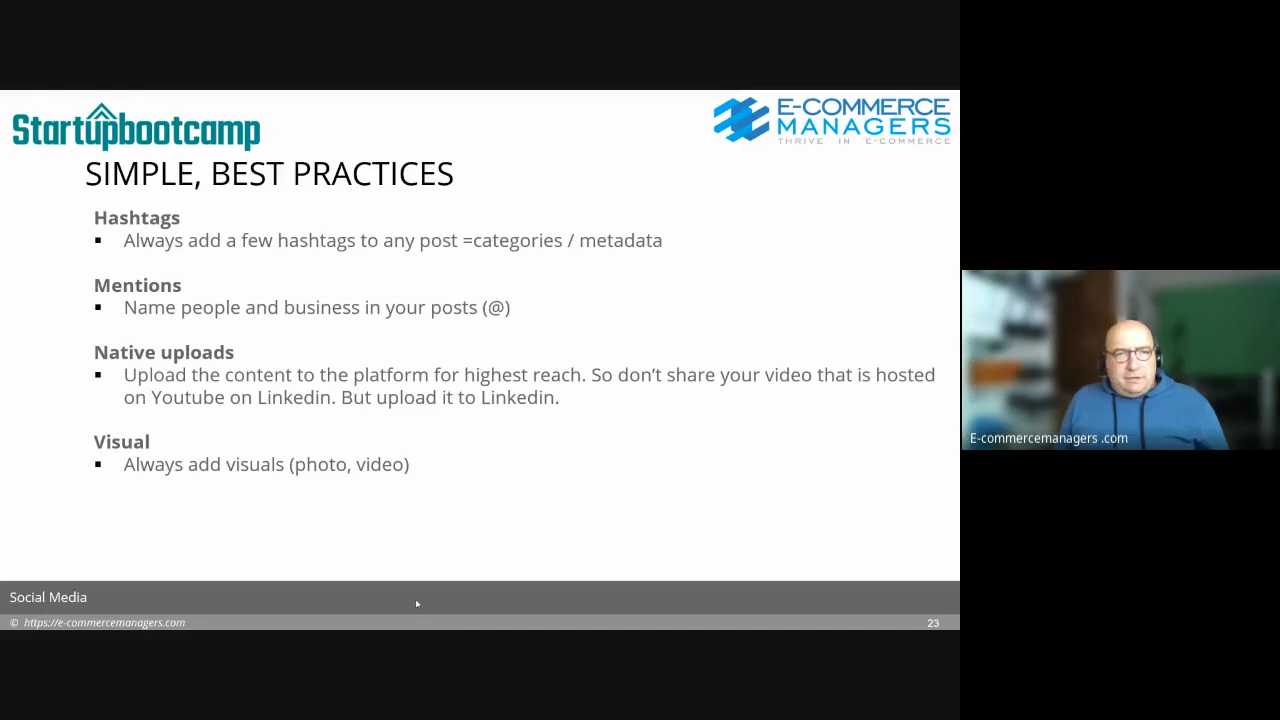 Startupbootcamp
E-COMMERCE
MANAGERS
THRIVE IN E-COMMERCE
SIMPLE, BEST PRACTICES
Hashtags
▪ Always add a few hashtags to any post =categories / metadata
Mentions
▪ Name people and business in your posts (@)
Native uploads
▪ Upload the content to the platform for highest reach. So don’t share your video that is hosted
on Youtube on Linkedin. But upload it to Linkedin.
Visual
▪ Always add visuals (photo, video)
E-commercemanagers .com
Social Media
© https://e-commercemanagers.com
23